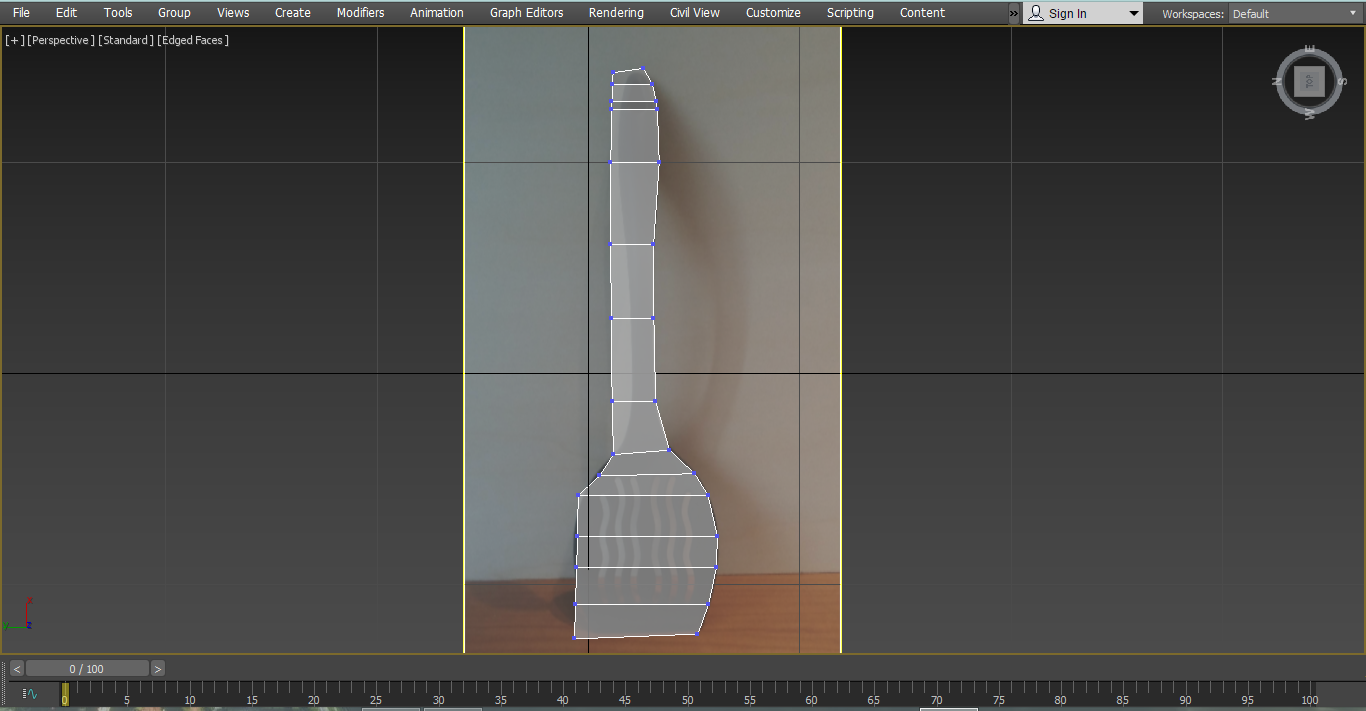 File Edit Tools Group Views Create Modifiers Animation Graph Editors Rendering Civil View Customize Scripting Content » Sign In Workspaces: Default
[+] [Perspective] [Standard] [Edged Faces]
E
N TOP S
W
x
y z
< 0 / 100 >
0 5 10 15 20 25 30 35 40 45 50 55 60 65 70 75 80 85 90 95 100